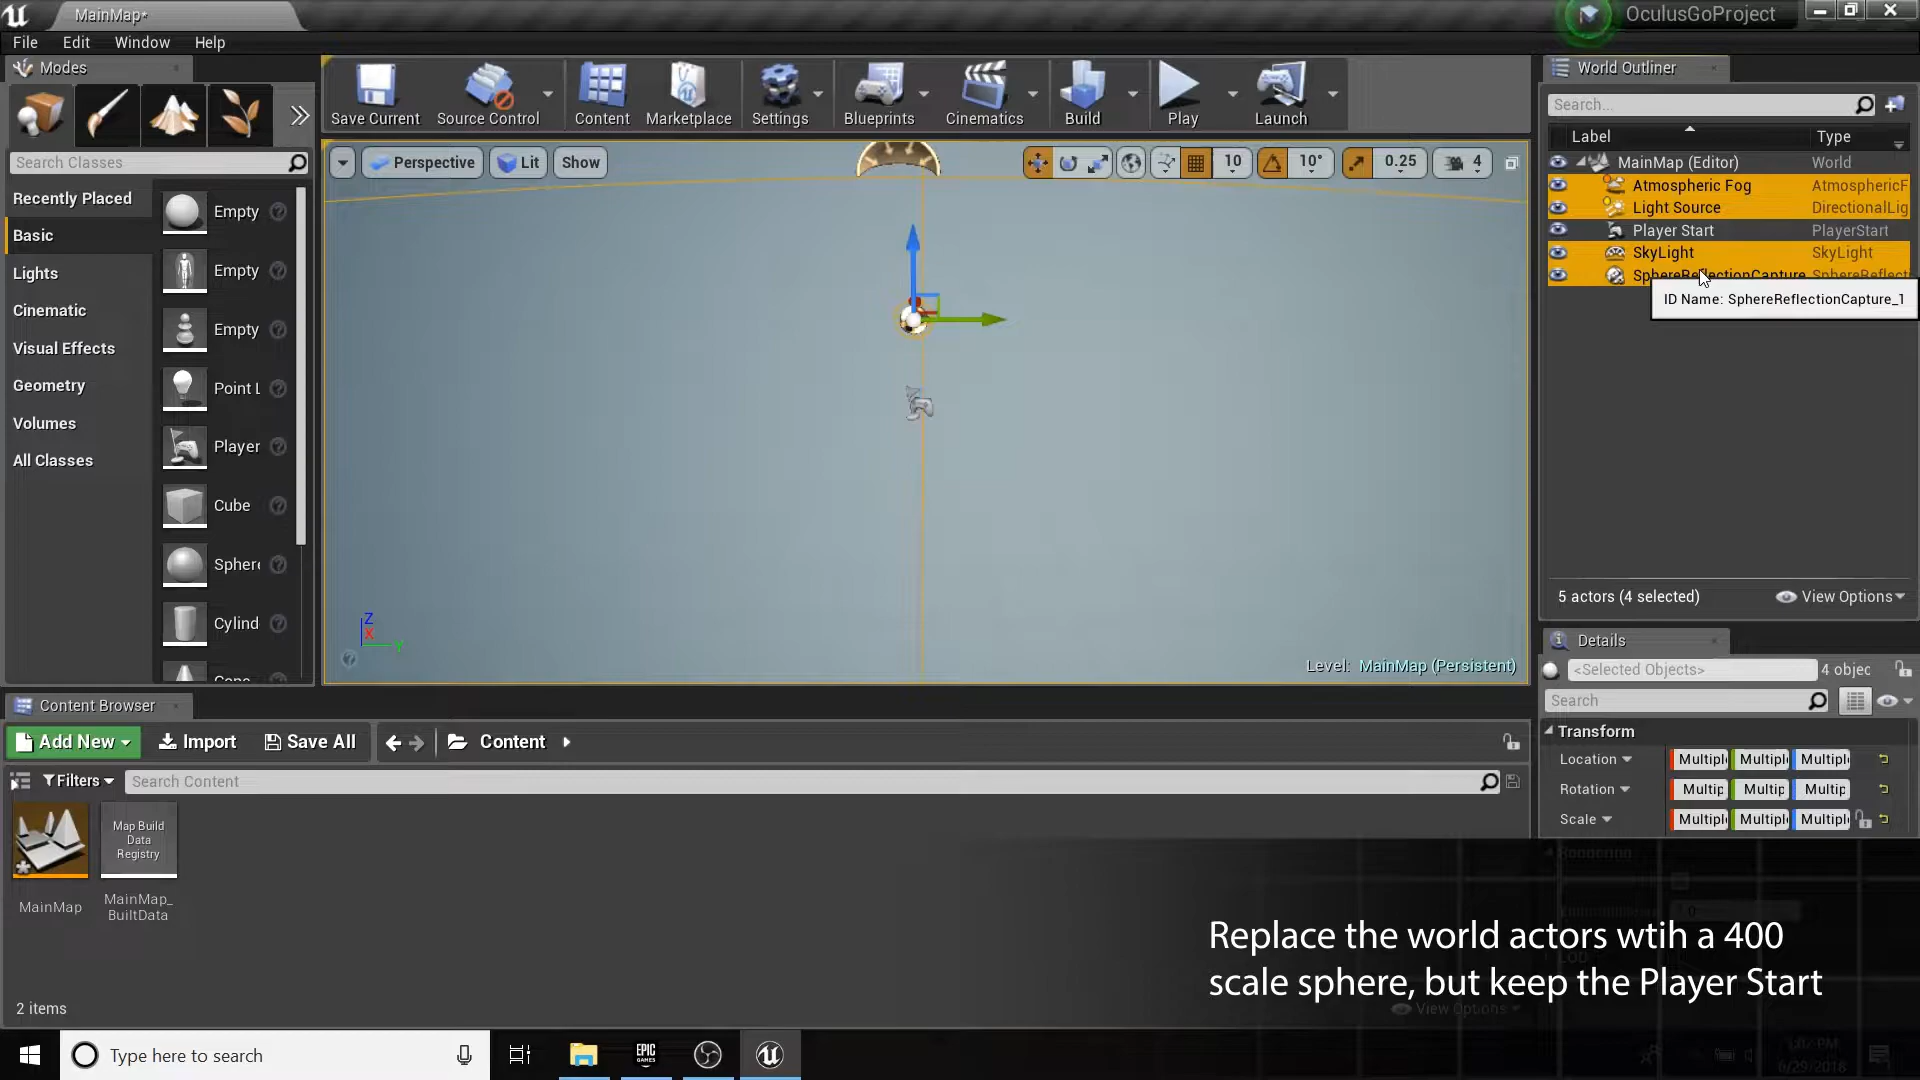 MainMap*
OculusGoProject
File Edit Window Help
Modes
Search Classes
Recently Placed
Basic
Lights
Cinematic
Visual Effects
Geometry
Volumes
All Classes
Empty
Empty
Empty
Point L
Player
Cube
Sphere
Cylind
Save Current
Source Control
Content
Marketplace
Settings
Blueprints
Cinematics
Build
Play
Launch
Perspective
Lit
Show
10
10°
0.25
4
Z
X
Y
Level: MainMap (Persistent)
World Outliner
Search...
Label Type
MainMap (Editor) World
Atmospheric Fog AtmosphericF
Light Source DirectionalLig
Player Start PlayerStart
SkyLight SkyLight
SphereReflectionCapture SphereReflect
ID Name: SphereReflectionCapture_1
5 actors (4 selected)
View Options
Details
<Selected Objects> 4 objec
Search
Transform
Location Multipl Multipl Multipl
Rotation Multip Multip Multip
Scale Multipl Multipl Multipl
Content Browser
Add New Import Save All Content
Filters Search Content
Map Build
Data
Registry
MainMap
MainMap_
BuiltData
2 items
View Options
Replace the world actors wtih a 400
scale sphere, but keep the Player Start
Type here to search
EPIC
GAMES
6/29/2018